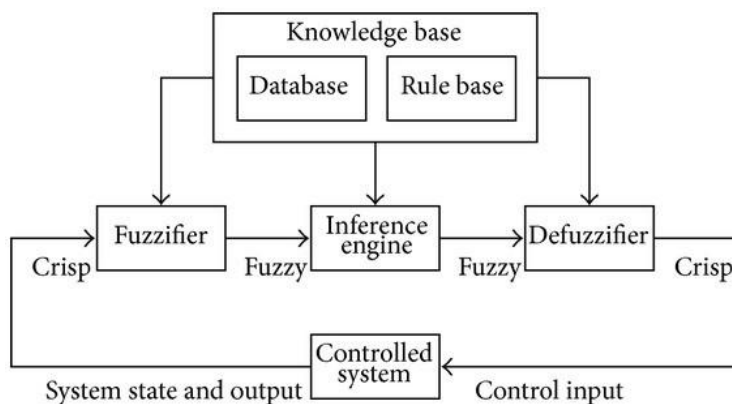 Knowledge base
Database
Rule base
Fuzzifier
Inference
engine
Defuzzifier
Crisp
Fuzzy
Fuzzy
Crisp
Controlled
system
System state and output
Control input